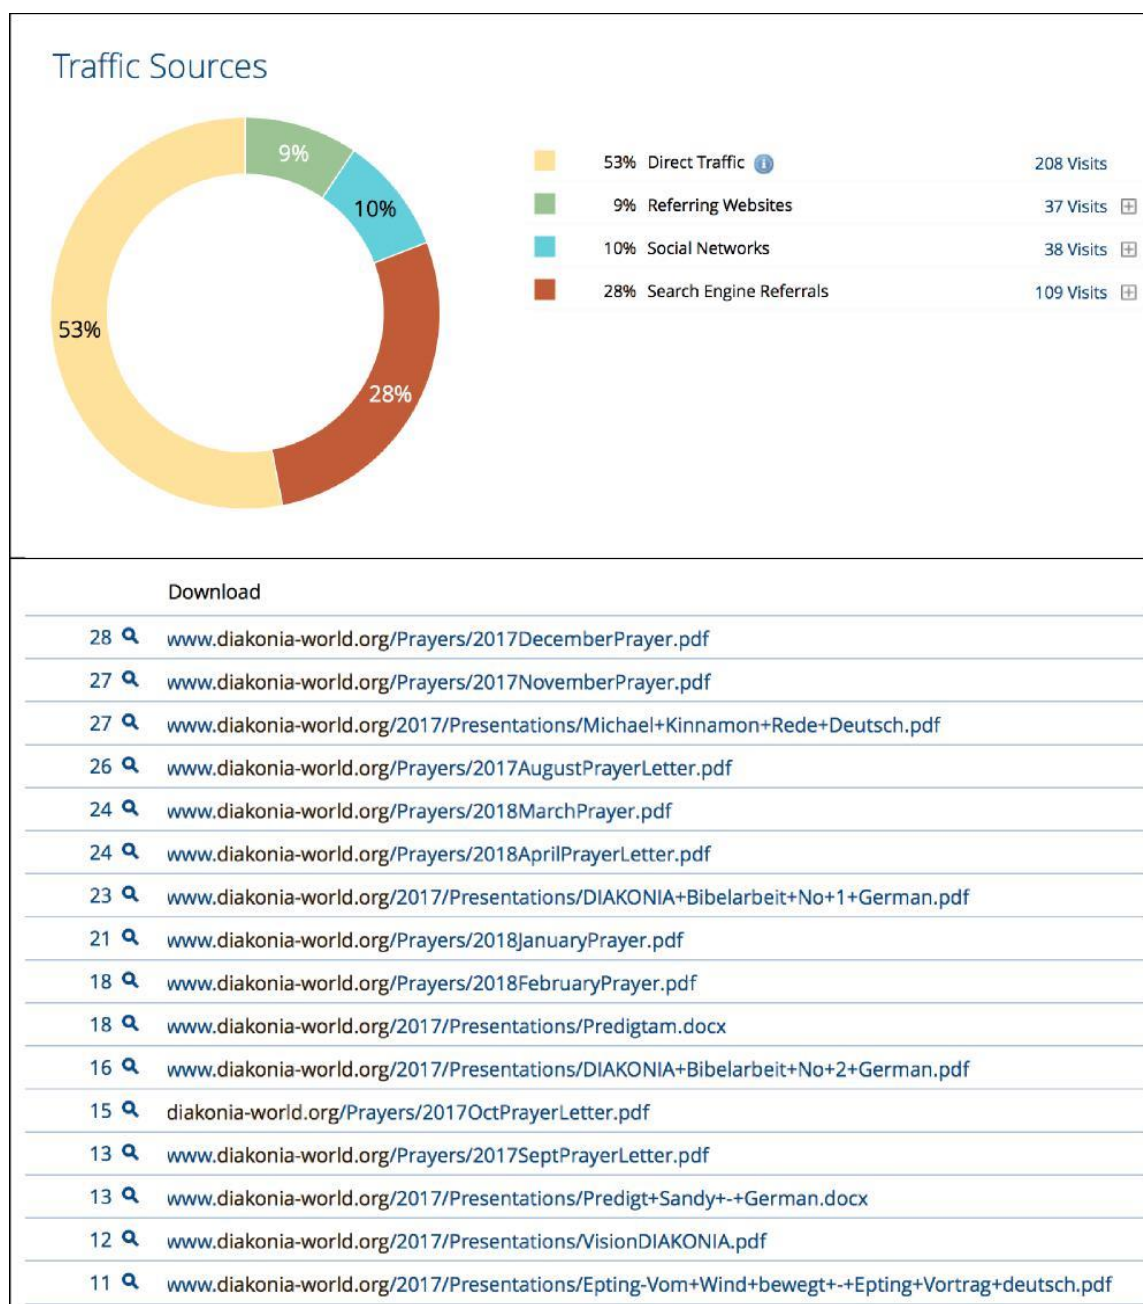 Traffic Sources
9%
10%
53%
28%
53% Direct Traffic 208 Visits
9% Referring Websites 37 Visits
10% Social Networks 38 Visits
28% Search Engine Referrals 109 Visits
Download
28 www.diakonia-world.org/Prayers/2017DecemberPrayer.pdf
27 www.diakonia-world.org/Prayers/2017NovemberPrayer.pdf
27 www.diakonia-world.org/2017/Presentations/Michael+Kinnamon+Rede+Deutsch.pdf
26 www.diakonia-world.org/Prayers/2017AugustPrayerLetter.pdf
24 www.diakonia-world.org/Prayers/2018MarchPrayer.pdf
24 www.diakonia-world.org/Prayers/2018AprilPrayerLetter.pdf
23 www.diakonia-world.org/2017/Presentations/DIAKONIA+Bibelarbeit+No+1+German.pdf
21 www.diakonia-world.org/Prayers/2018JanuaryPrayer.pdf
18 www.diakonia-world.org/Prayers/2018FebruaryPrayer.pdf
18 www.diakonia-world.org/2017/Presentations/Predigtam.docx
16 www.diakonia-world.org/2017/Presentations/DIAKONIA+Bibelarbeit+No+2+German.pdf
15 diakonia-world.org/Prayers/2017OctPrayerLetter.pdf
13 www.diakonia-world.org/Prayers/2017SeptPrayerLetter.pdf
13 www.diakonia-world.org/2017/Presentations/Predigt+Sandy+-+German.docx
12 www.diakonia-world.org/2017/Presentations/VisionDIAKONIA.pdf
11 www.diakonia-world.org/2017/Presentations/Epting-Vom+Wind+bewegt+-+Epting+Vortrag+deutsch.pdf